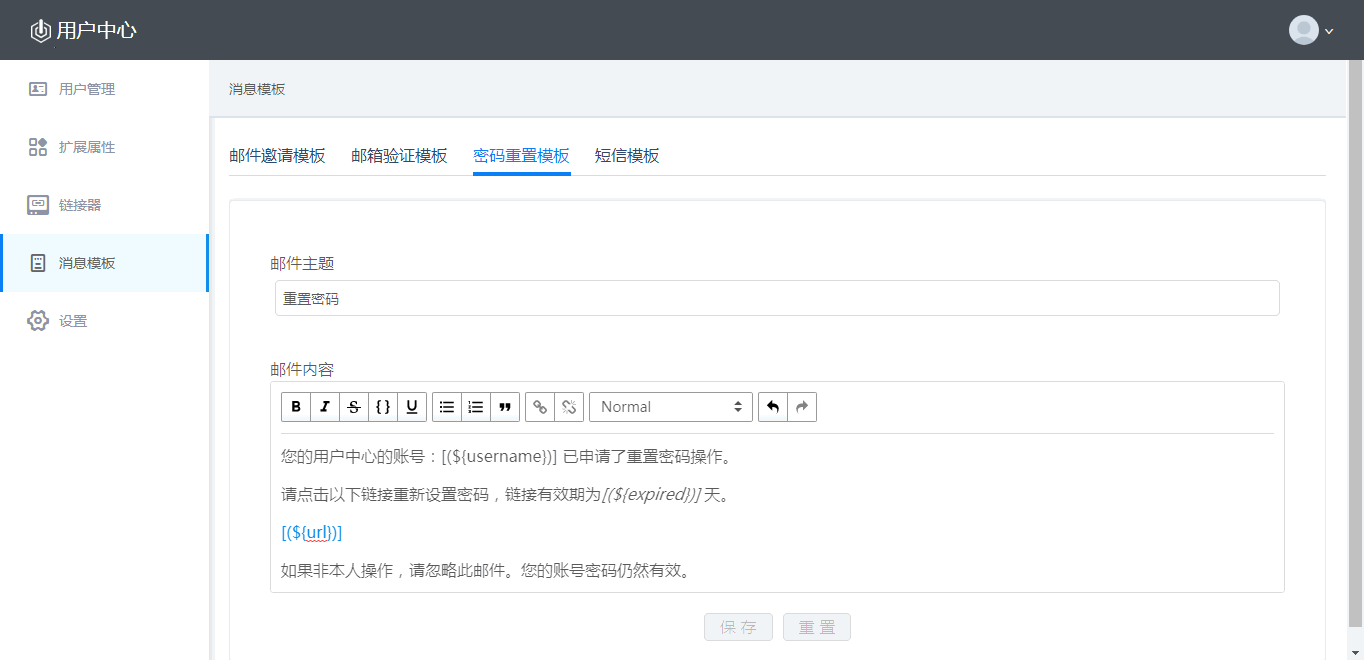 用户中心
用户管理
扩展属性
链接器
消息模板
设置
消息模板
邮件邀请模板 邮箱验证模板 密码重置模板 短信模板
邮件主题
重置密码
邮件内容
B I S {} U Normal
您的用户中心的账号：[(${username})] 已申请了重置密码操作。
请点击以下链接重新设置密码，链接有效期为[(${expired})] 天。
[(${url})]
如果非本人操作，请忽略此邮件。您的账号密码仍然有效。
保 存 重 置